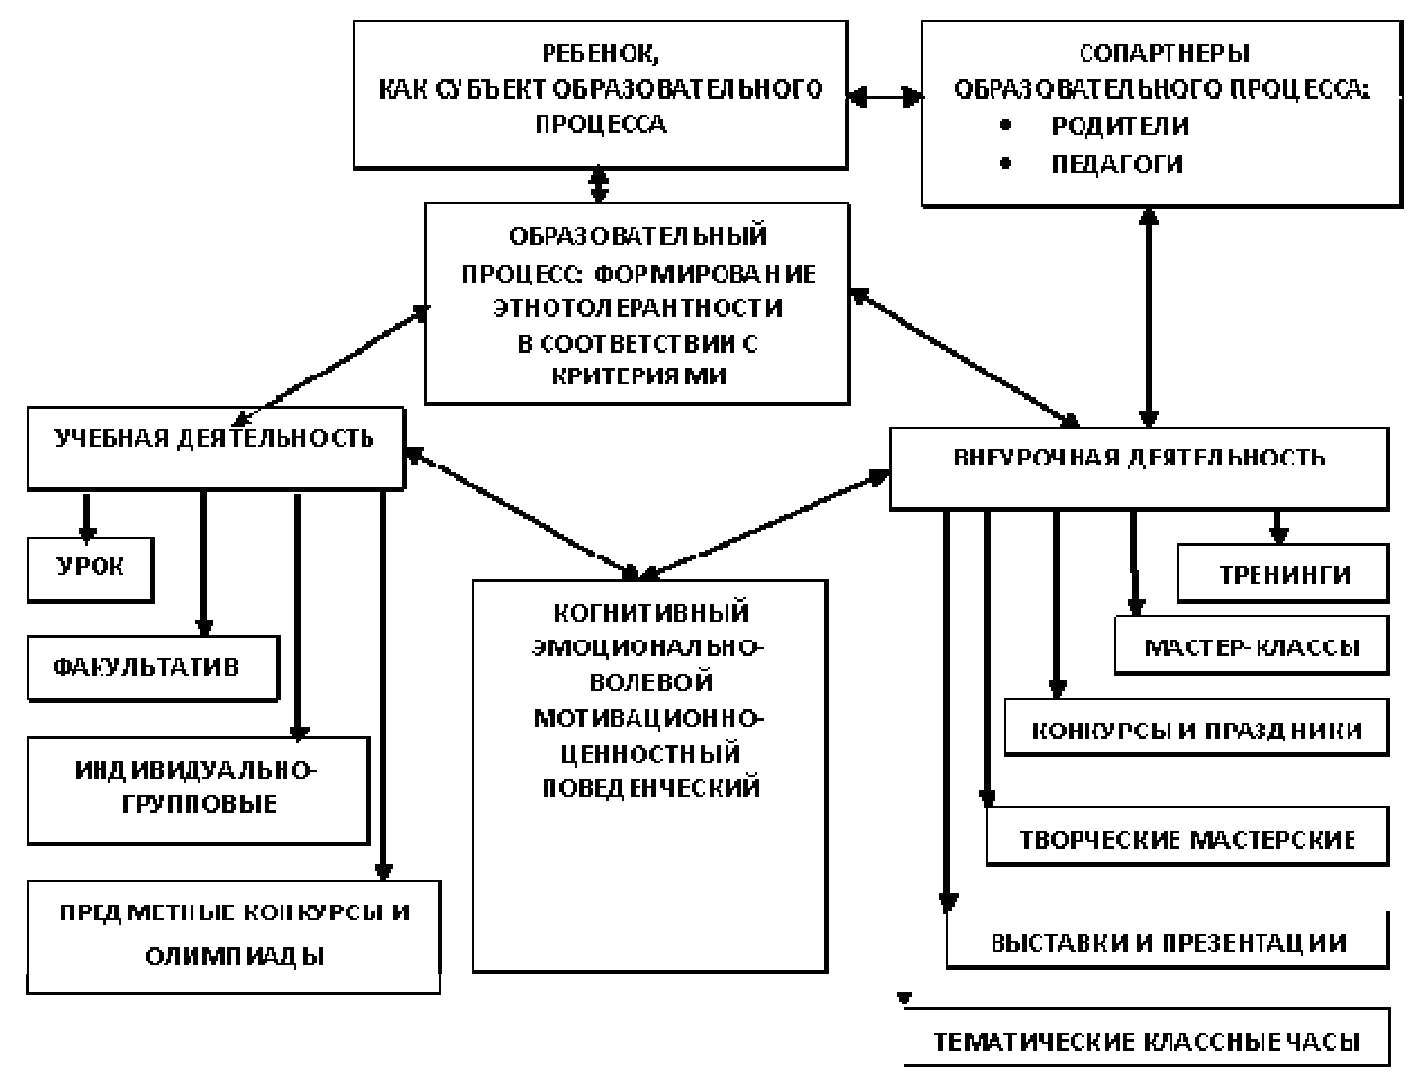 РЕБЕНОК,
КАК СУБЪЕКТ ОБРАЗОВАТЕЛЬНОГО
ПРОЦЕССА
СОПАРТНЕРЫ
ОБРАЗОВАТЕЛЬНОГО ПРОЦЕССА:
• РОДИТЕЛИ
• ПЕДАГОГИ
ОБРАЗОВАТЕЛЬНЫЙ
ПРОЦЕСС: ФОРМИРОВАНИЕ
ЭТНОТОЛЕРАНТНОСТИ
В СООТВЕТСТВИИ С
КРИТЕРИЯМИ
УЧЕБНАЯ ДЕЯТЕЛЬНОСТЬ
ВНЕУРОЧНАЯ ДЕЯТЕЛЬНОСТЬ
УРОК
ФАКУЛЬТАТИВ
ИНДИВИДУАЛЬНО-
ГРУППОВЫЕ
ПРЕДМЕТНЫЕ КОНКУРСЫ И
ОЛИМПИАДЫ
КОГНИТИВНЫЙ
ЭМОЦИОНАЛЬНО-
ВОЛЕВОЙ
МОТИВАЦИОННО-
ЦЕННОСТНЫЙ
ПОВЕДЕНЧЕСКИЙ
ТРЕНИНГИ
МАСТЕР-КЛАССЫ
КОНКУРСЫ И ПРАЗДНИКИ
ТВОРЧЕСКИЕ МАСТЕРСКИЕ
ВЫСТАВКИ И ПРЕЗЕНТАЦИИ
ТЕМАТИЧЕСКИЕ КЛАССНЫЕ ЧАСЫ